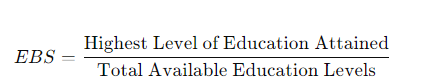 EBS = Highest Level of Education Attained
Total Available Education Levels